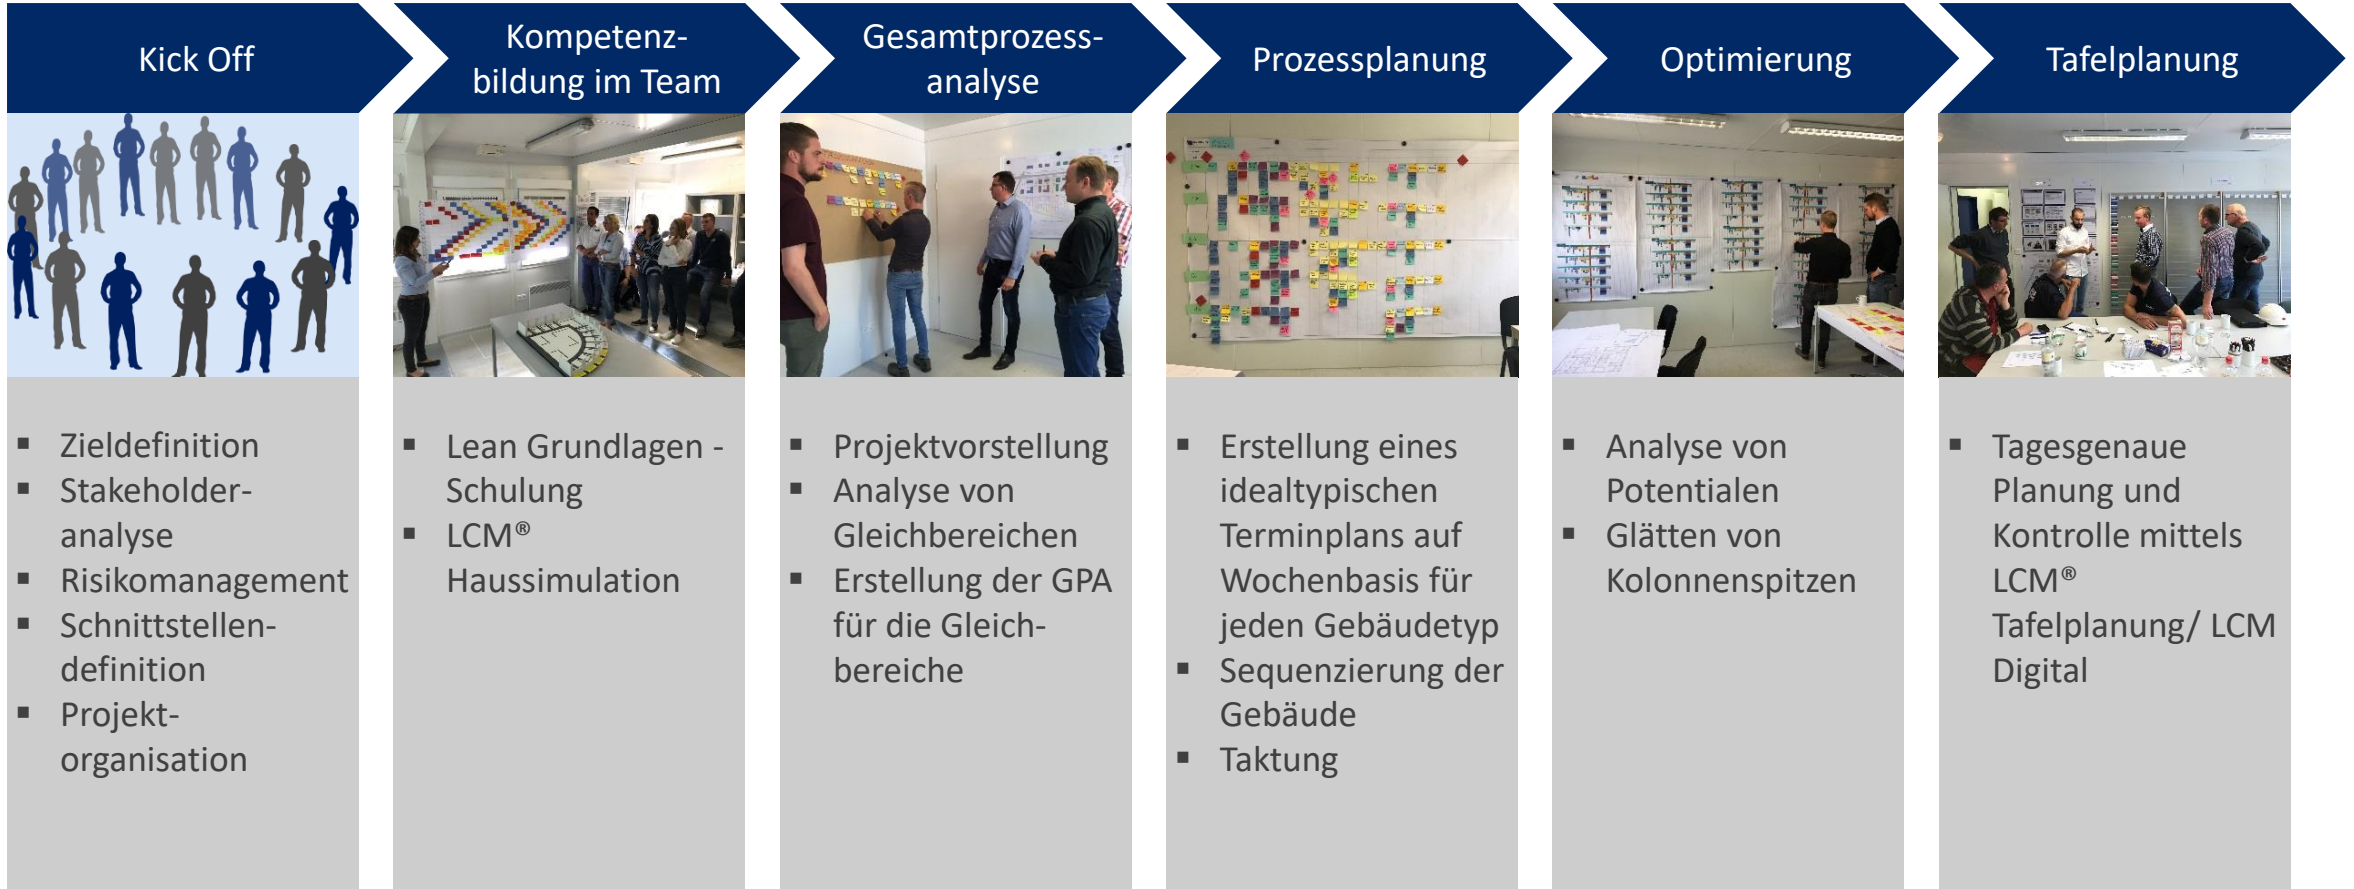 Kick Off
Kompetenz-
bildung im Team
Gesamtprozess-
analyse
Prozessplanung
Optimierung
Tafelplanung
▪ Zieldefinition
▪ Stakeholder-
analyse
▪ Risikomanagement
▪ Schnittstellen-
definition
▪ Projekt-
organisation
▪ Lean Grundlagen -
Schulung
▪ LCM®
Haussimulation
▪ Projektvorstellung
▪ Analyse von
Gleichbereichen
▪ Erstellung der GPA
für die Gleich-
bereiche
▪ Erstellung eines
idealtypischen
Terminplans auf
Wochenbasis für
jeden Gebäudetyp
▪ Sequenzierung der
Gebäude
▪ Taktung
▪ Analyse von
Potentialen
▪ Glätten von
Kolonnenspitzen
▪ Tagesgenaue
Planung und
Kontrolle mittels
LCM®
Tafelplanung/ LCM
Digital